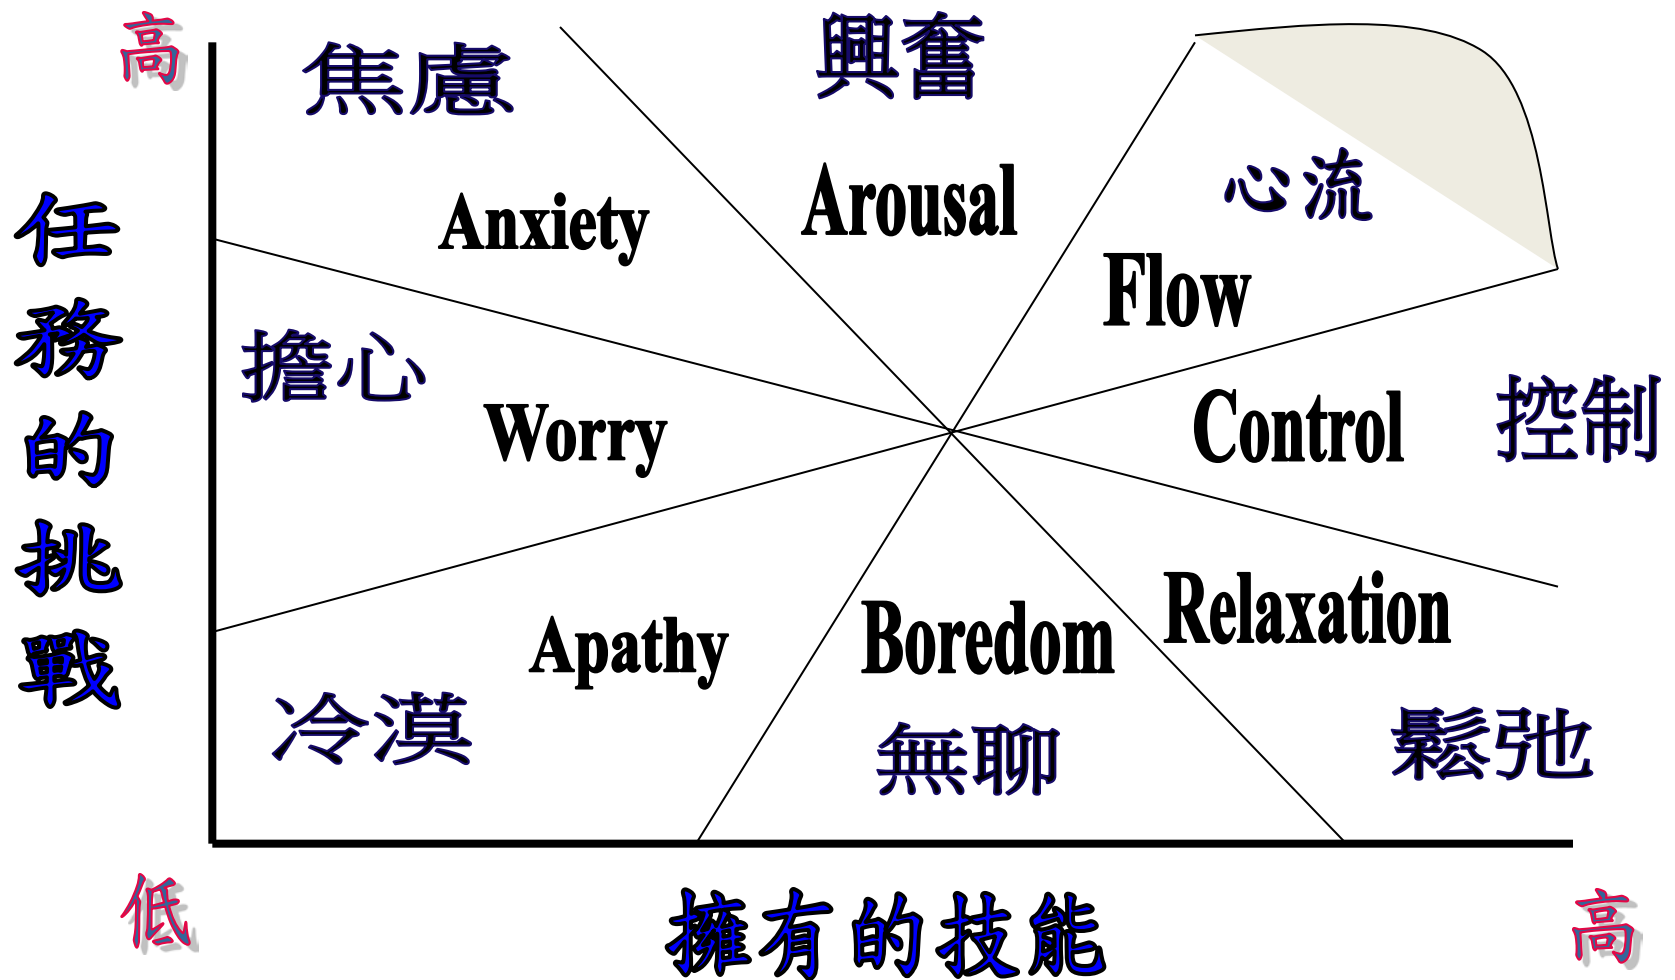 高
任務的挑戰
焦慮
Anxiety
興奮
Arousal
心流
Flow
擔心
Worry
Control
控制
Apathy
冷漠
Boredom
無聊
Relaxation
鬆弛
低
擁有的技能
高